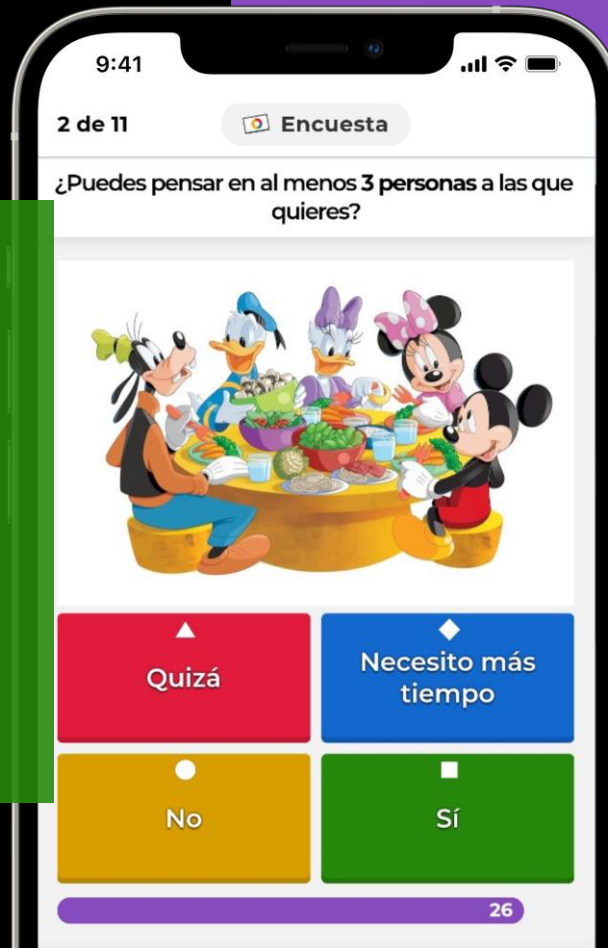 9:41
2 de 11
Encuesta
¿Puedes pensar en al menos 3 personas a las que
quieres?
Quizá
Necesito más
tiempo
No
Sí
26